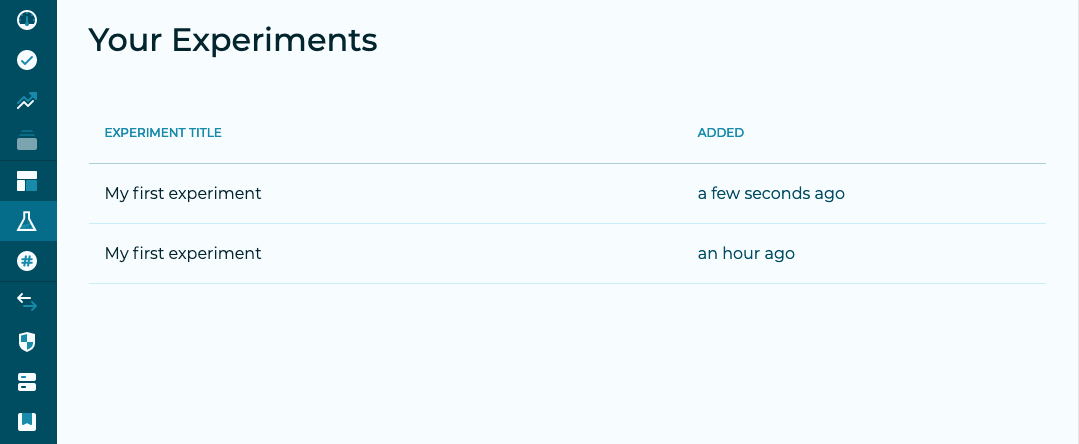 Your Experiments
EXPERIMENT TITLE ADDED
My first experiment a few seconds ago
My first experiment an hour ago
#